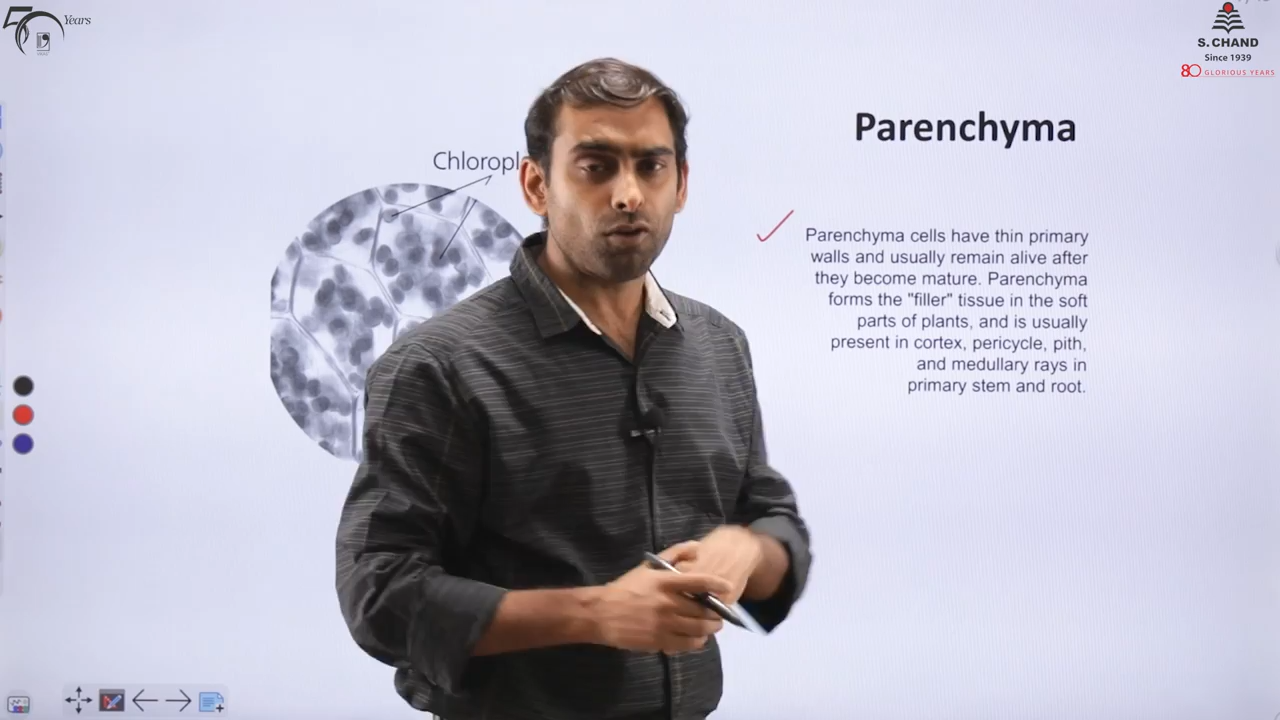 Years
S. CHAND
Since 1939
80 GLORIOUS YEARS
Parenchyma
Chloropl
Parenchyma cells have thin primary
walls and usually remain alive after
they become mature. Parenchyma
forms the "filler" tissue in the soft
parts of plants, and is usually
present in cortex, pericycle, pith,
and medullary rays in
primary stem and root.